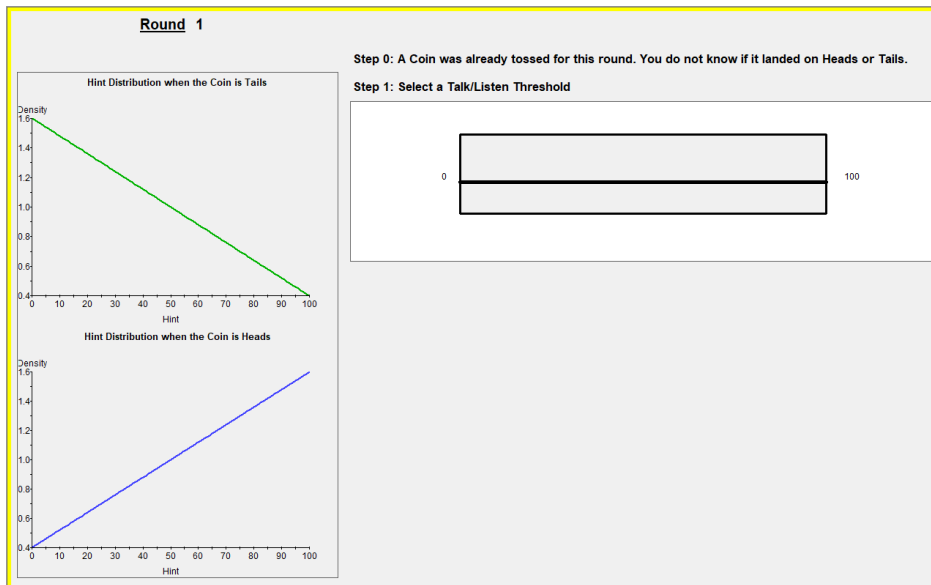 Round 1
Step 0: A Coin was already tossed for this round. You do not know if it landed on Heads or Tails.
Step 1: Select a Talk/Listen Threshold
0
100
Hint Distribution when the Coin is Tails
Density
1.6
1.4
1.2
1.0
0.8
0.6
0.4
0 10 20 30 40 50 60 70 80 90 100
Hint
Hint Distribution when the Coin is Heads
Density
1.6
1.4
1.2
1.0
0.8
0.6
0.4
0 10 20 30 40 50 60 70 80 90 100
Hint